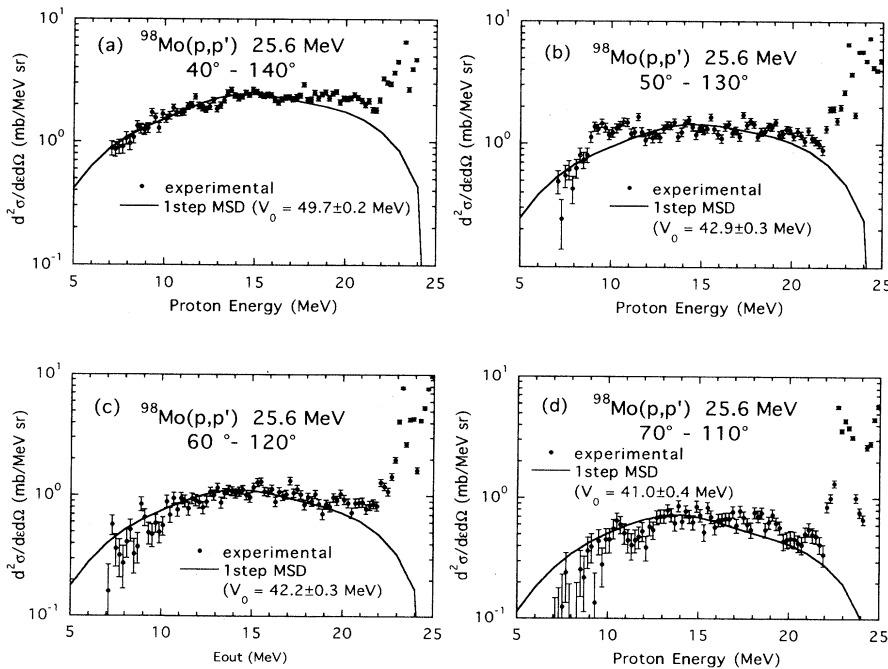 (a) ⁹⁸Mo(p,p') 25.6 MeV
40° - 140°
experimental
1step MSD (V₀ = 49.7±0.2 MeV)
d²σ/dεdΩ (mb/MeV sr)
10¹
10⁰
10⁻¹
5 10 15 20 25
Proton Energy (MeV)
(b) ⁹⁸Mo(p,p') 25.6 MeV
50° - 130°
experimental
1step MSD
(V₀ = 42.9±0.3 MeV)
d²σ/dεdΩ (mb/MeV sr)
10¹
10⁰
10⁻¹
5 10 15 20 25
Proton Energy (MeV)
(c) ⁹⁸Mo(p,p') 25.6 MeV
60 °- 120°
experimental
1step MSD
(V₀ = 42.2±0.3 MeV)
d²σ/dεdΩ (mb/MeV sr)
10¹
10⁰
10⁻¹
5 10 15 20 25
Eout (MeV)
(d) ⁹⁸Mo(p,p') 25.6 MeV
70° - 110°
experimental
1step MSD
(V₀ = 41.0±0.4 MeV)
d²σ/dεdΩ (mb/MeV sr)
10¹
10⁰
10⁻¹
5 10 15 20 25
Proton Energy (MeV)